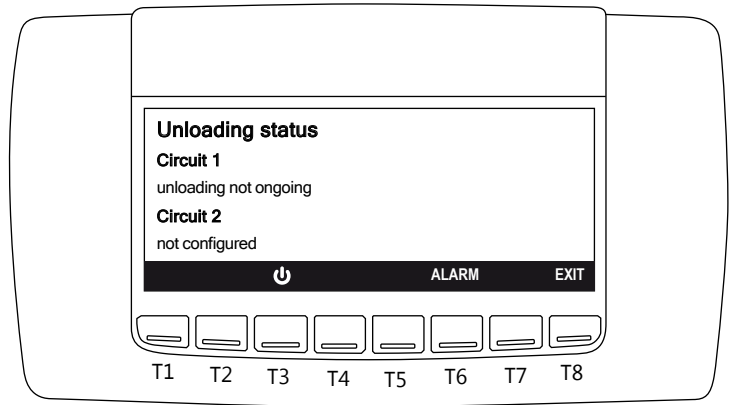 Unloading status
Circuit 1
unloading not ongoing
Circuit 2
not configured
ALARM EXIT
T1 T2 T3 T4 T5 T6 T7 T8